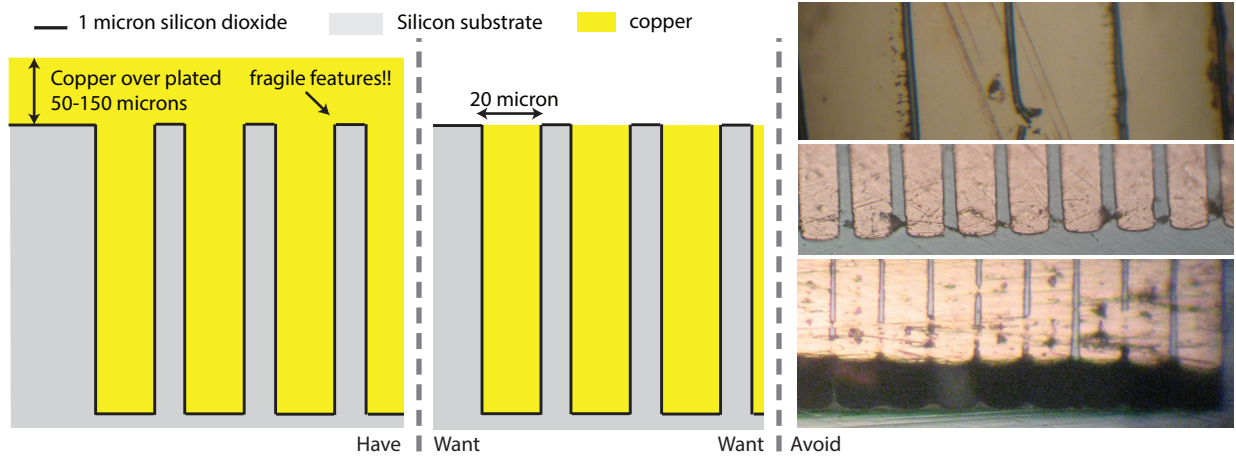 1 micron silicon dioxide
Silicon substrate
copper
Copper over plated
50-150 microns
fragile features!!
20 micron
Have
Want
Want
Avoid